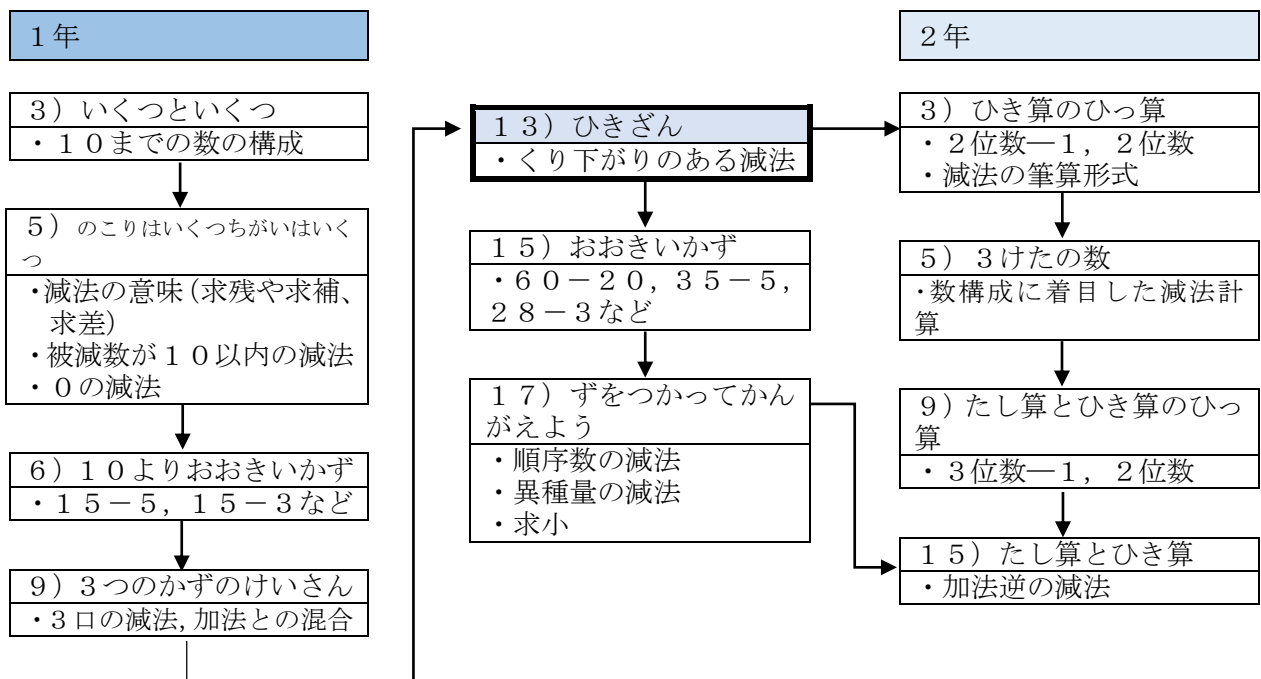 １年
３）いくつといくつ
・１０までの数の構成
５）のこりはいくつちがいはいく
つ
・減法の意味（求残や求補、
求差）
・被減数が１０以内の減法
・０の減法
６）１０よりおおきいかず
・１５－５，１５－３など
９）３つのかずのけいさん
・３口の減法,加法との混合
１３）ひきざん
・くり下がりのある減法
１５）おおきいかず
・６０－２０，３５－５，
２８－３など
１７）ずをつかってかん
がえよう
・順序数の減法
・異種量の減法
・求小
２年
３）ひき算のひっ算
・２位数―１，２位数
・減法の筆算形式
５）３けたの数
・数構成に着目した減法計
算
９）たし算とひき算のひっ
算
・３位数―１，２位数
１５）たし算とひき算
・加法逆の減法